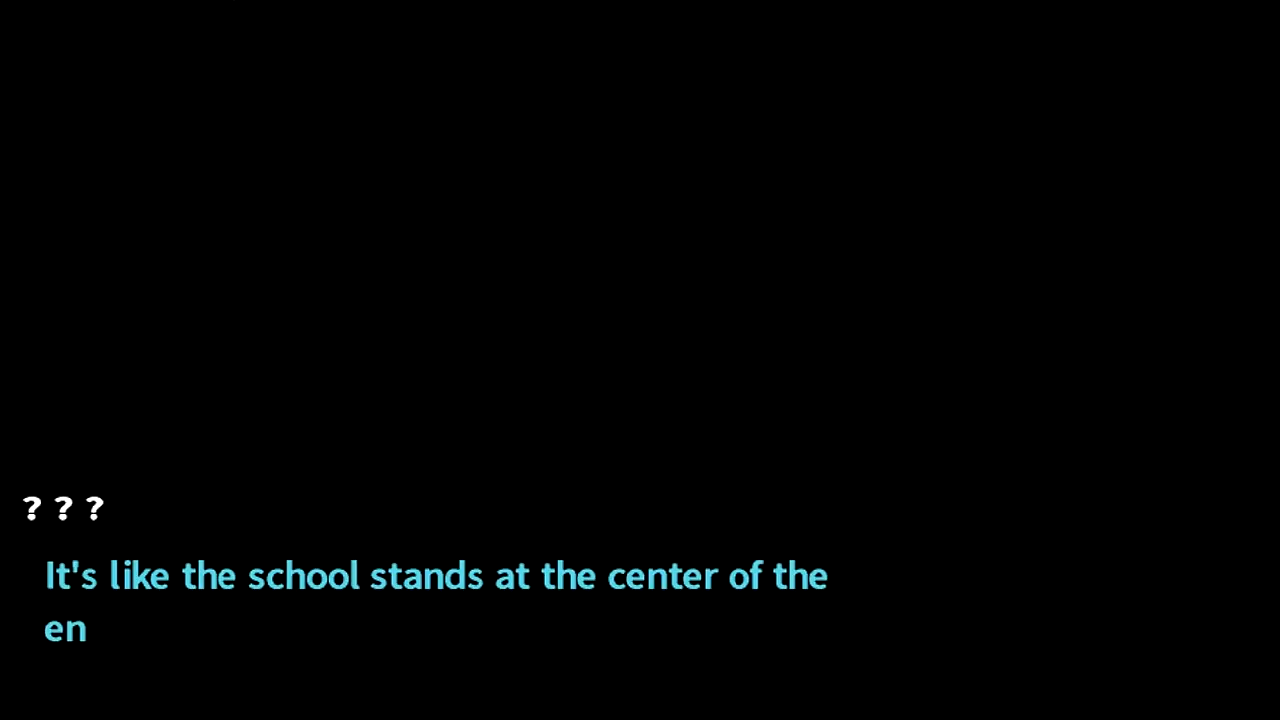 ? ? ?
It's like the school stands at the center of the
en